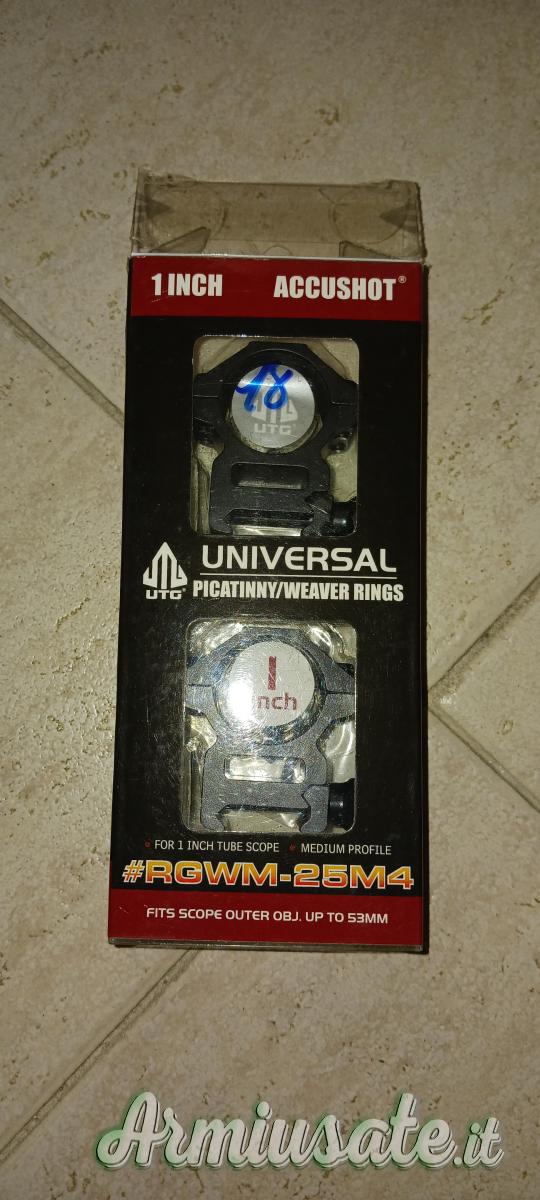 1 INCH ACCUSHOT®
48
UTG
UTG®
UNIVERSAL
PICATINNY/WEAVER RINGS
1
inch
FOR 1 INCH TUBE SCOPE MEDIUM PROFILE
#RGWM-25M4
FITS SCOPE OUTER OBJ. UP TO 53MM
Armiusate.it